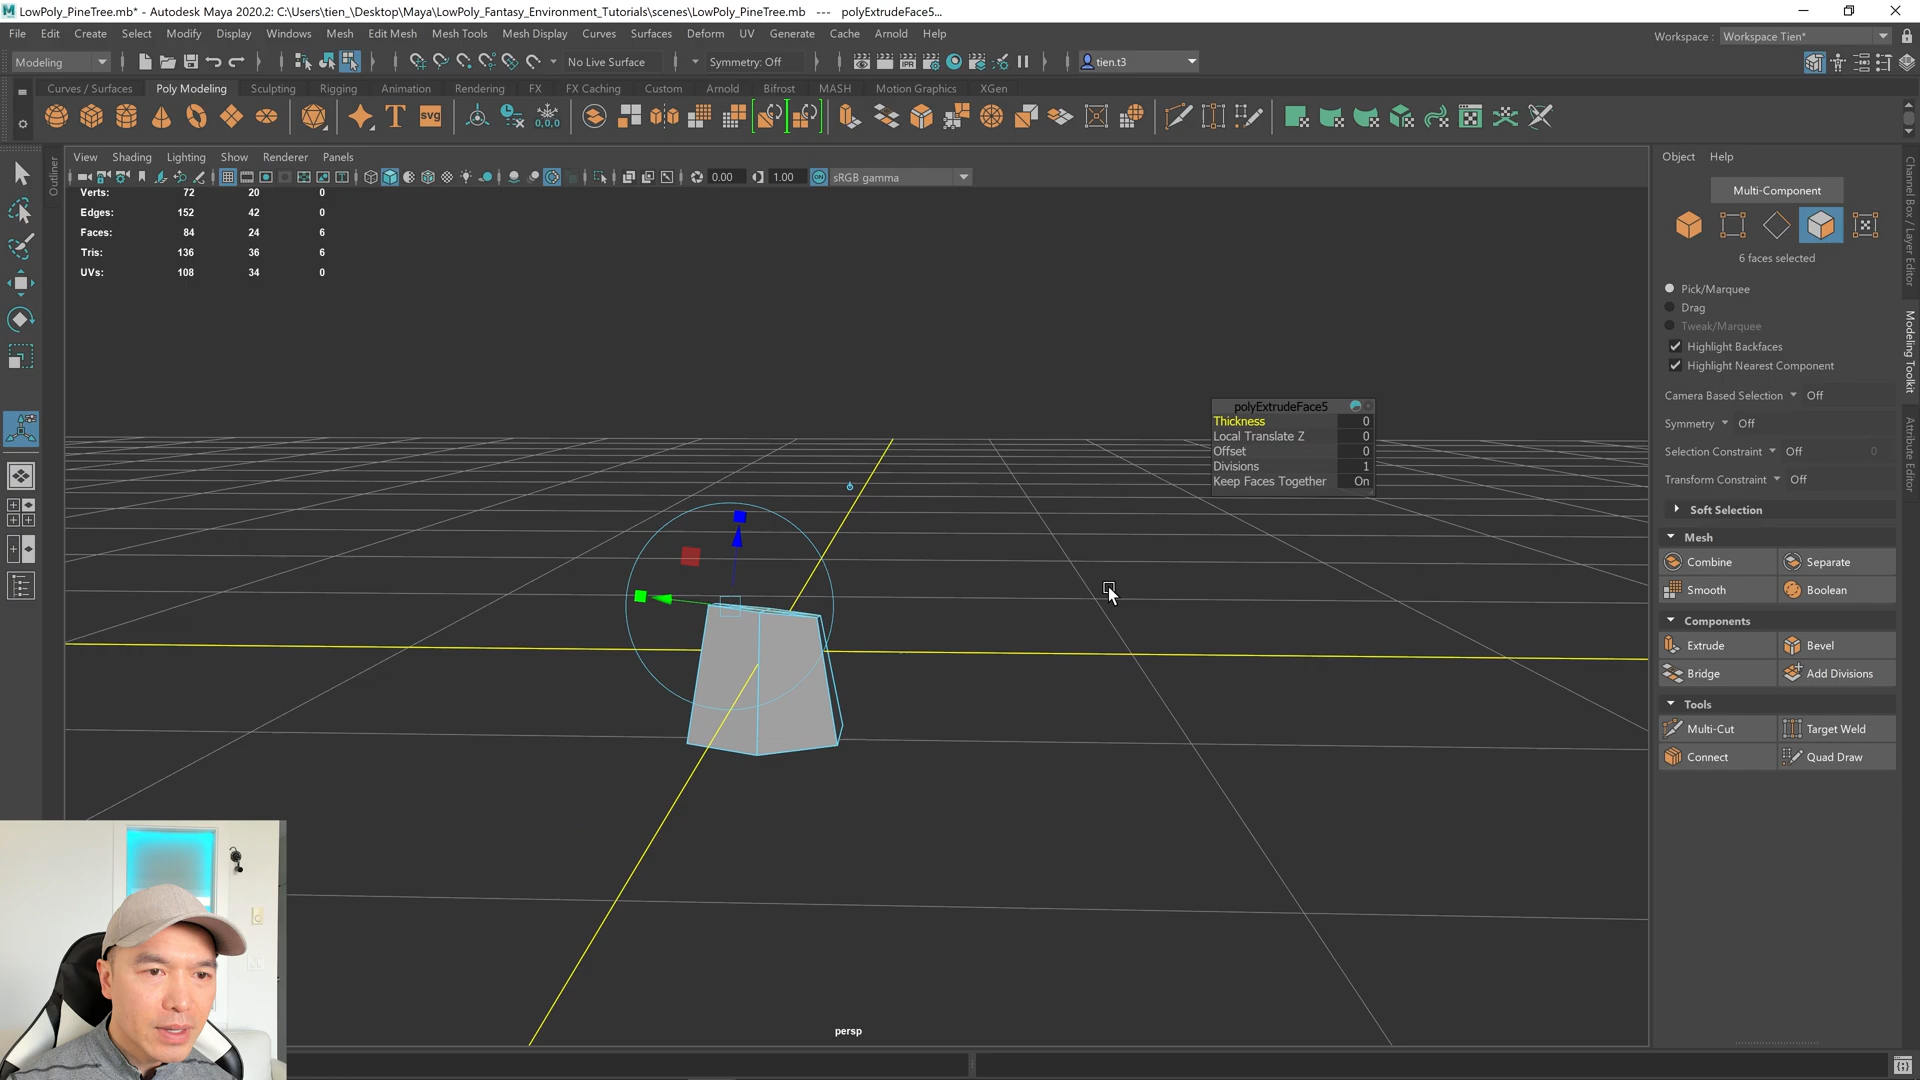 LowPoly_PineTree.mb* - Autodesk Maya 2020.2: C:\Users\tien_\Desktop\Maya\LowPoly_Fantasy_Environment_Tutorials\scenes\LowPoly_PineTree.mb --- polyExtrudeFace5...
File Edit Create Select Modify Display Windows Mesh Edit Mesh Mesh Tools Mesh Display Curves Surfaces Deform UV Generate Cache Arnold Help
Workspace : Workspace Tien*
Modeling No Live Surface Symmetry: Off tien.t3
Curves / Surfaces Poly Modeling Sculpting Rigging Animation Rendering FX FX Caching Custom Arnold Bifrost MASH Motion Graphics XGen
T svg 0,0,0 IPR
View Shading Lighting Show Renderer Panels
0.00 1.00 ON sRGB gamma
Outliner
Verts: 72 20 0
Edges: 152 42 0
Faces: 84 24 6
Tris: 136 36 6
UVs: 108 34 0
polyExtrudeFace5
Thickness 0
Local Translate Z 0
Offset 0
Divisions 1
Keep Faces Together On
persp
Object Help
Multi-Component
6 faces selected
Pick/Marquee
Drag
Tweak/Marquee
Highlight Backfaces
Highlight Nearest Component
Camera Based Selection Off
Symmetry Off
Selection Constraint Off 0
Transform Constraint Off
Soft Selection
Mesh
Combine Separate
Smooth Boolean
Components
Extrude Bevel
Bridge Add Divisions
Tools
Multi-Cut Target Weld
Connect Quad Draw
Channel Box / Layer Editor
Modeling Toolkit
Attribute Editor